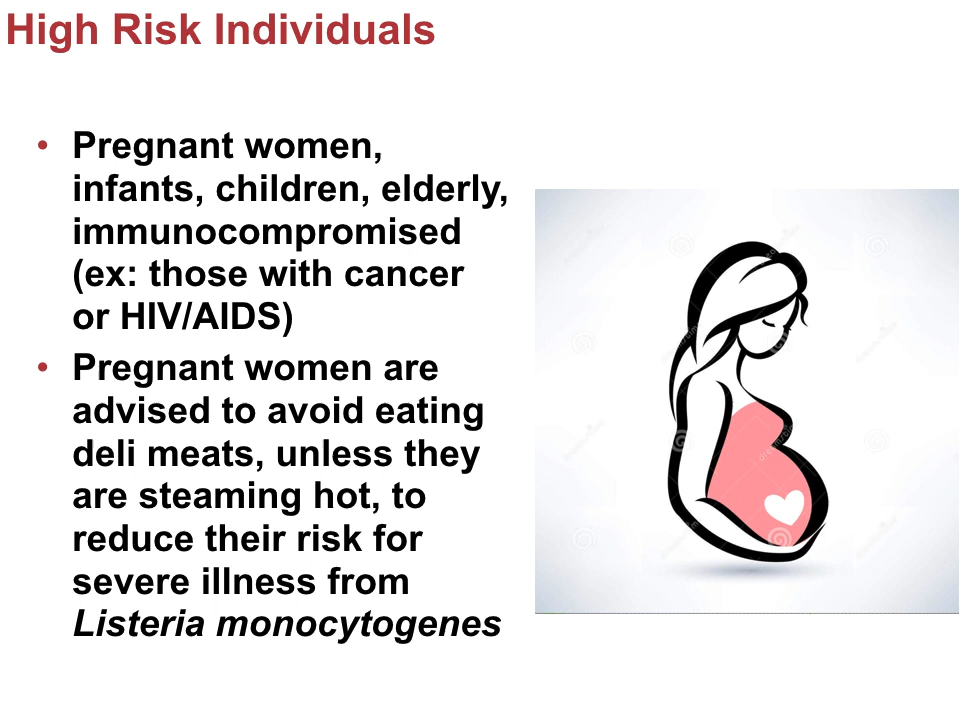 High Risk Individuals
• Pregnant women,
infants, children, elderly,
immunocompromised
(ex: those with cancer
or HIV/AIDS)
• Pregnant women are
advised to avoid eating
deli meats, unless they
are steaming hot, to
reduce their risk for
severe illness from
Listeria monocytogenes